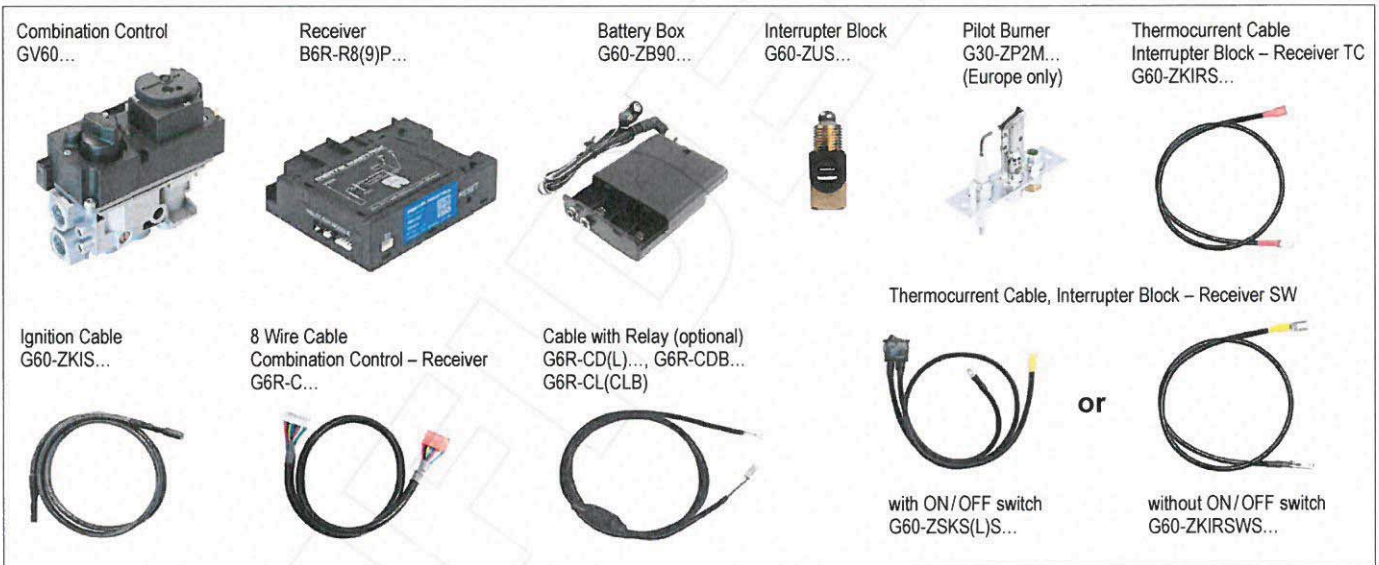 Combination Control
GV60...
Receiver
B6R-R8(9)P...
Battery Box
G60-ZB90...
Interrupter Block
G60-ZUS...
Pilot Burner
G30-ZP2M...
(Europe only)
Thermocurrent Cable
Interrupter Block – Receiver TC
G60-ZKIRS...
Thermocurrent Cable, Interrupter Block – Receiver SW
Ignition Cable
G60-ZKIS...
8 Wire Cable
Combination Control – Receiver
G6R-C...
Cable with Relay (optional)
G6R-CD(L)..., G6R-CDB...
G6R-CL(CLB)
or
with ON/OFF switch
G60-ZSKS(L)S...
without ON/OFF switch
G60-ZKIRSWS...